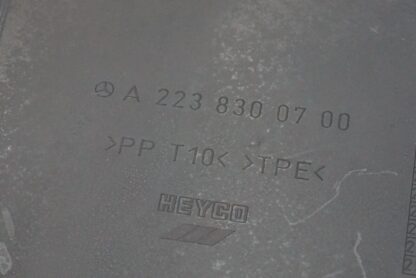 A 223 830 07 00
>PP T10< >TPE<
HEYCO